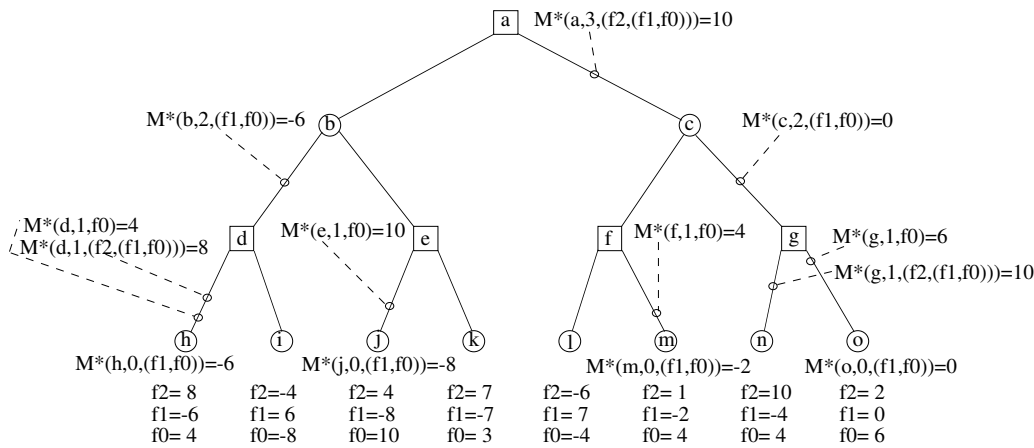 a
M*(a,3,(f2,(f1,f0)))=10
M*(b,2,(f1,f0))=-6
b
c
M*(c,2,(f1,f0))=0
M*(d,1,f0)=4
M*(d,1,(f2,(f1,f0)))=8
d
M*(e,1,f0)=10
e
f
M*(f,1,f0)=4
g
M*(g,1,f0)=6
M*(g,1,(f2,(f1,f0)))=10
h i j k l m n o
M*(h,0,(f1,f0))=-6 M*(j,0,(f1,f0))=-8 M*(m,0,(f1,f0))=-2 M*(o,0,(f1,f0))=0
f2= 8 f2=-4 f2= 4 f2= 7 f2=-6 f2= 1 f2=10 f2= 2
f1=-6 f1= 6 f1=-8 f1=-7 f1= 7 f1=-2 f1=-4 f1= 0
f0= 4 f0=-8 f0=10 f0= 3 f0=-4 f0= 4 f0= 4 f0= 6